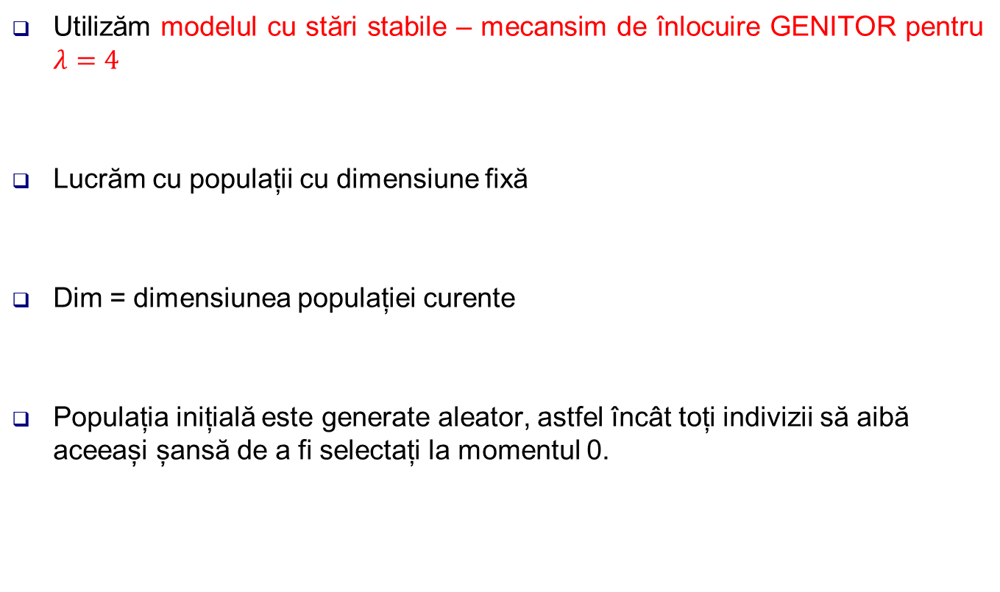 Utilizăm modelul cu stări stabile – mecansim de înlocuire GENITOR pentru
𝜆 = 4
Lucrăm cu populații cu dimensiune fixă
Dim = dimensiunea populației curente
Populația inițială este generate aleator, astfel încât toți indivizii să aibă
aceeași șansă de a fi selectați la momentul 0.